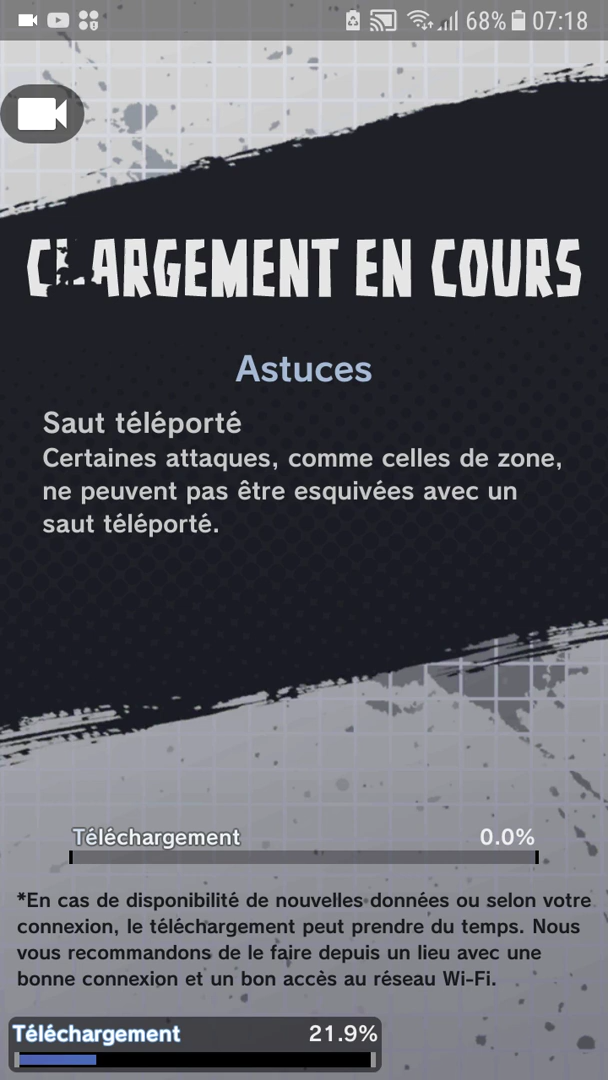 68% 07:18
CHARGEMENT EN COURS
Astuces
Saut téléporté
Certaines attaques, comme celles de zone,
ne peuvent pas être esquivées avec un
saut téléporté.
Téléchargement 0.0%
*En cas de disponibilité de nouvelles données ou selon votre
connexion, le téléchargement peut prendre du temps. Nous
vous recommandons de le faire depuis un lieu avec une
bonne connexion et un bon accès au réseau Wi-Fi.
Téléchargement 21.9%